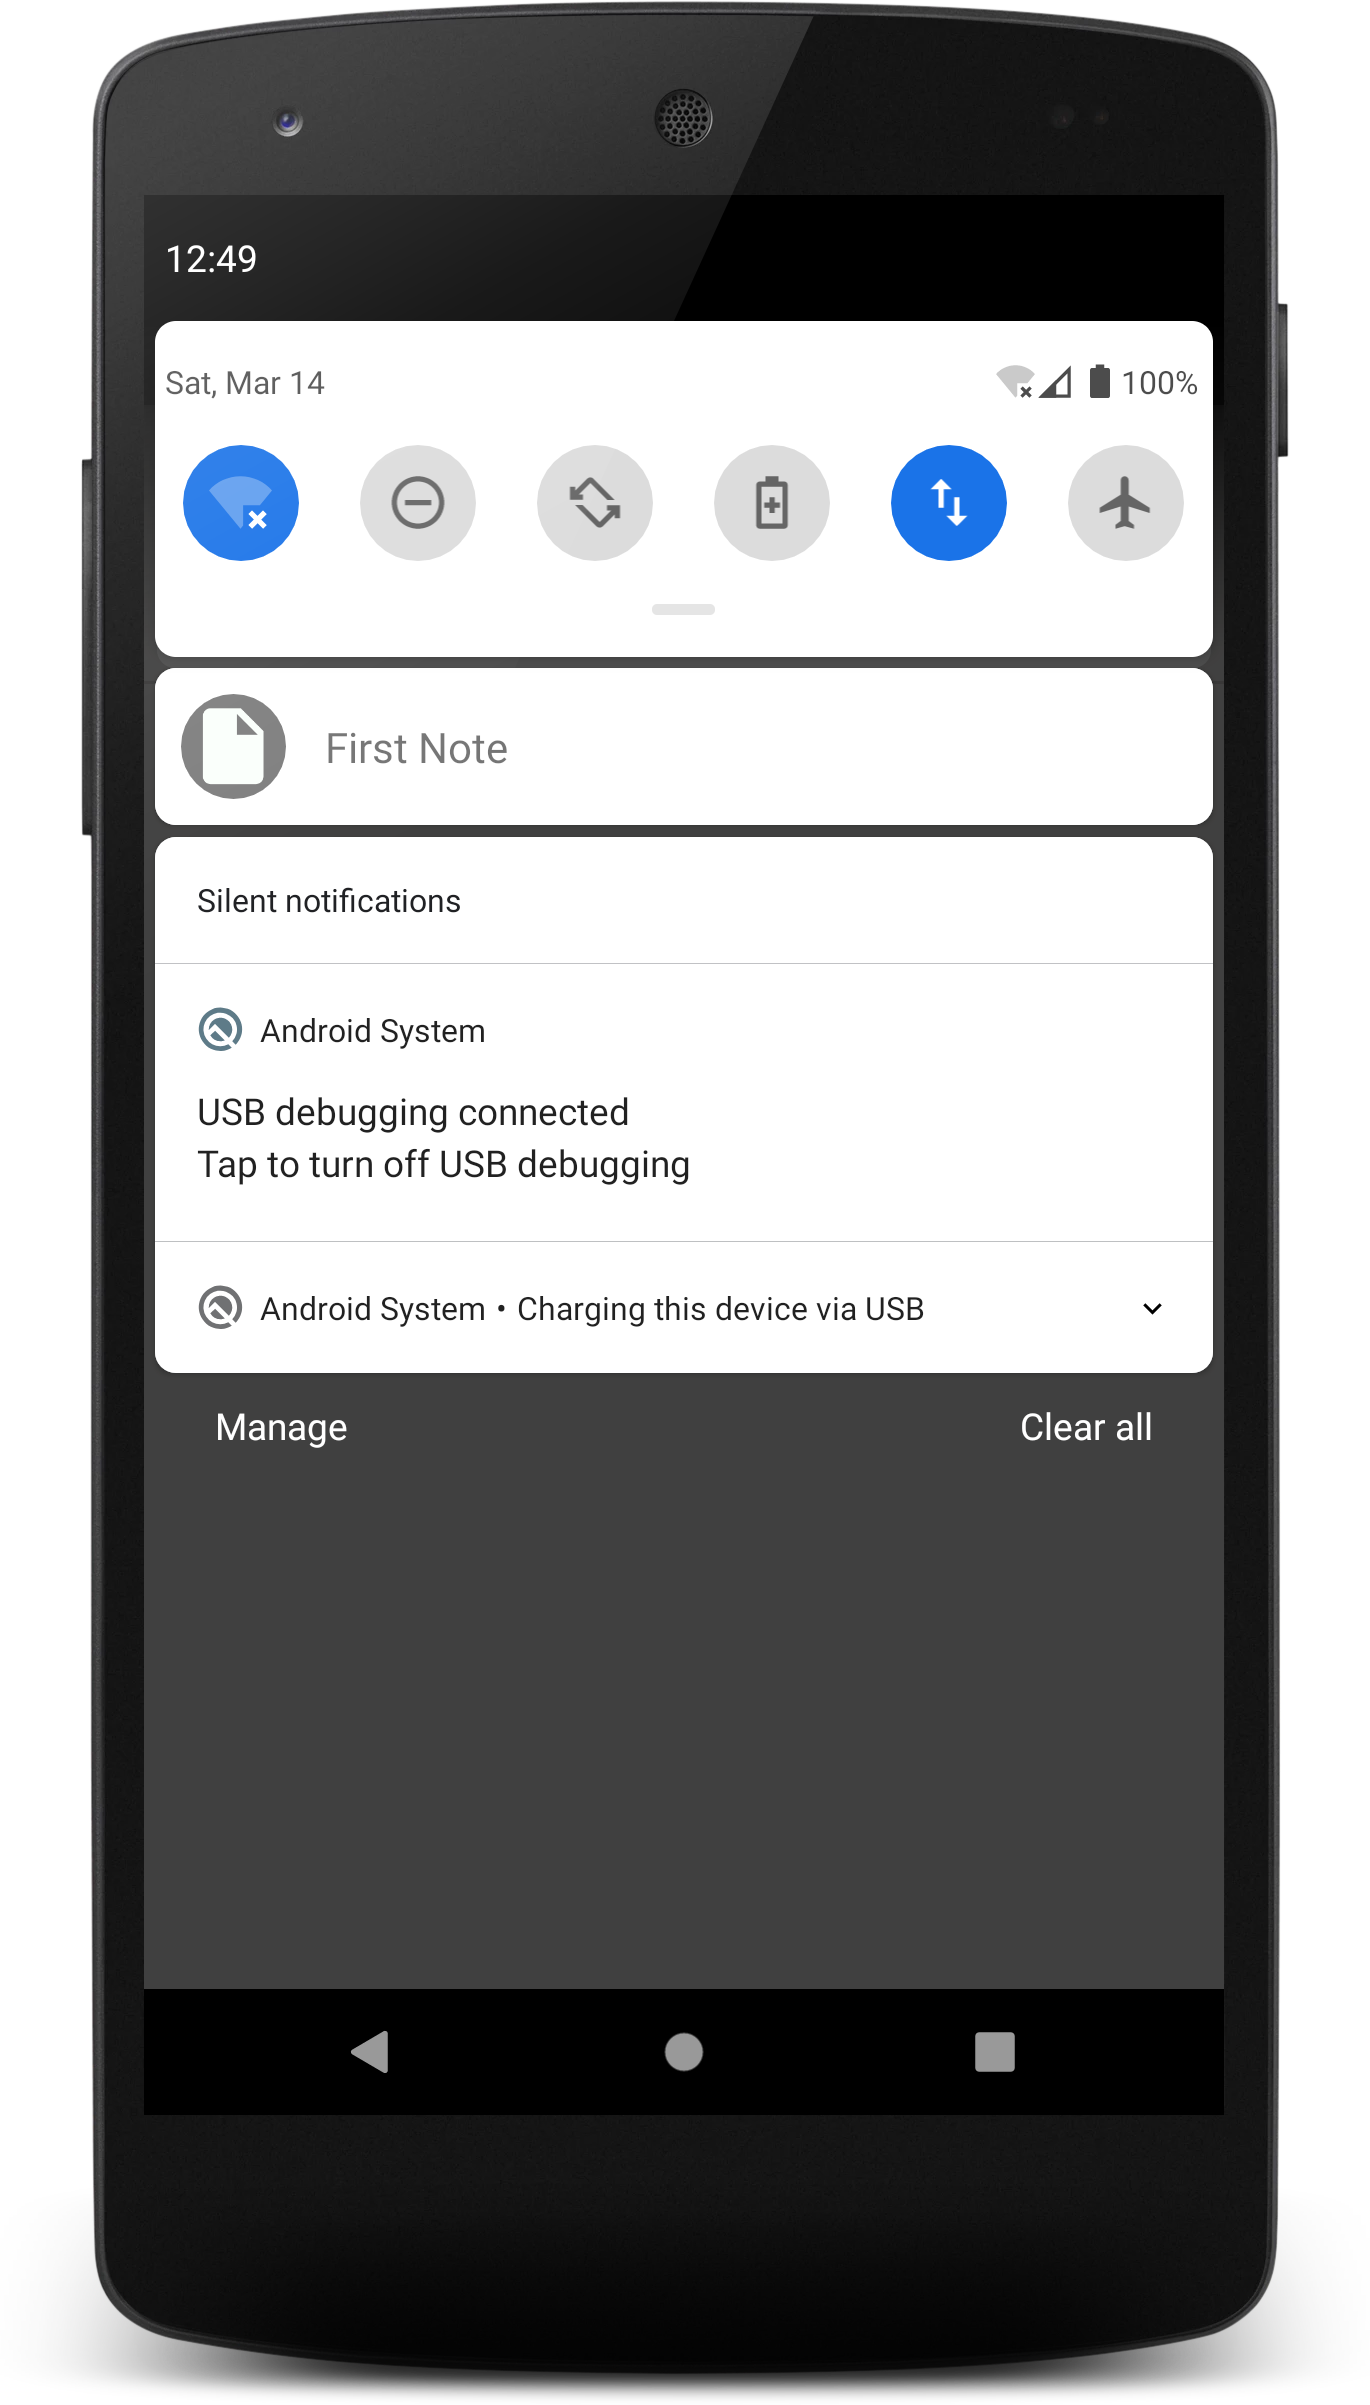 12:49
Sat, Mar 14
100%
First Note
Silent notifications
Android System
USB debugging connected
Tap to turn off USB debugging
Android System • Charging this device via USB
Manage
Clear all